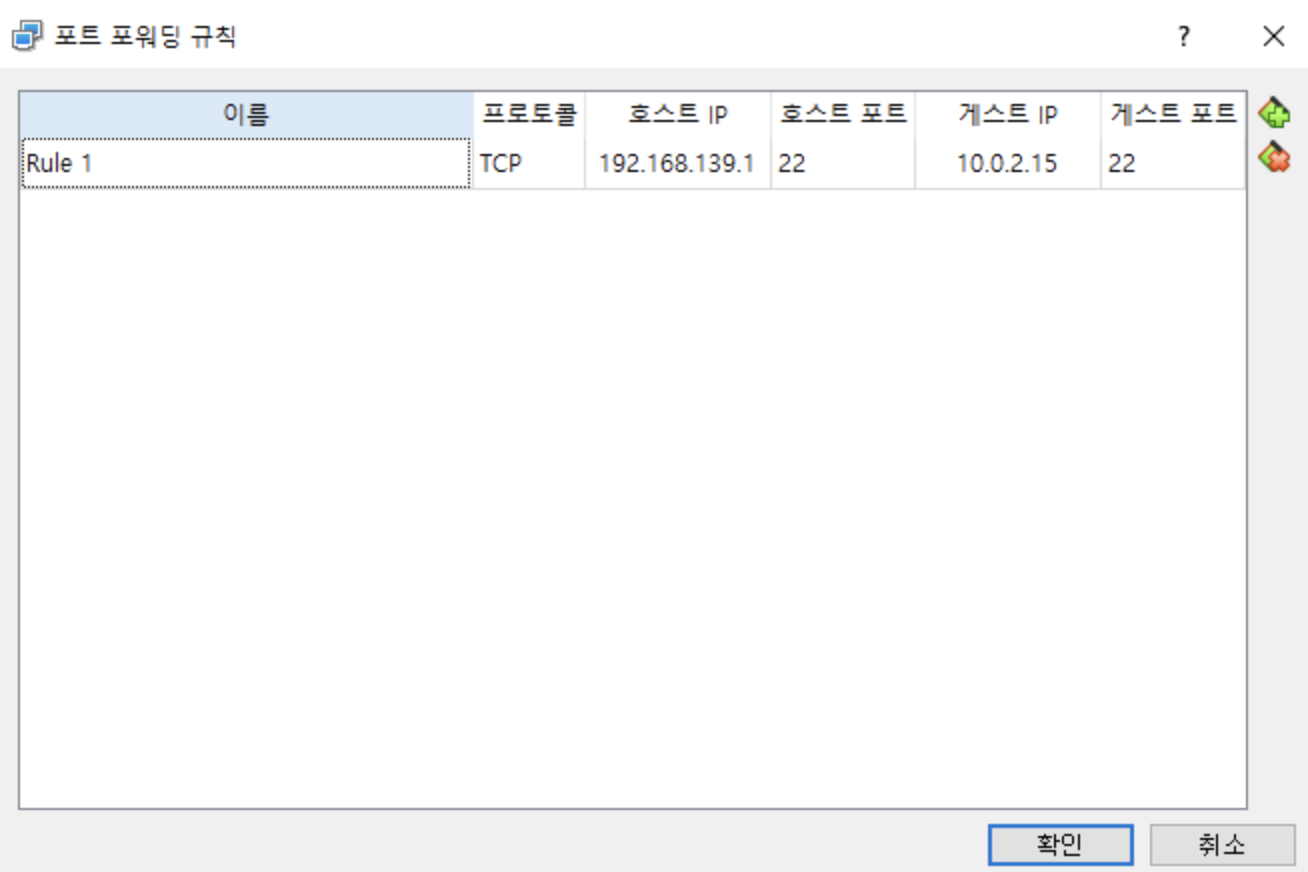 포트 포워딩 규칙 ?
이름 프로토콜 호스트 IP 호스트 포트 게스트 IP 게스트 포트
Rule 1 TCP 192.168.139.1 22 10.0.2.15 22
확인 취소